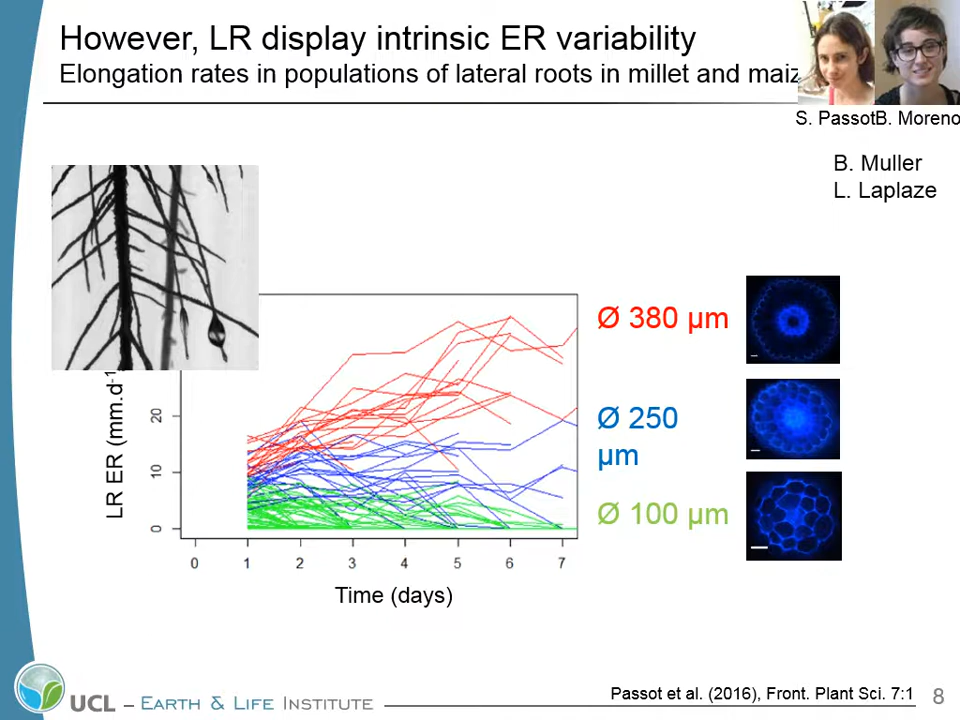 However, LR display intrinsic ER variability
Elongation rates in populations of lateral roots in millet and maiz
S. PassotB. Moreno
B. Muller
L. Laplaze
Ø 380 µm
Ø 250
µm
Ø 100 µm
LR ER (mm.d-1
20
10
0
0 1 2 3 4 5 6 7
Time (days)
Passot et al. (2016), Front. Plant Sci. 7:1
8
UCL – EARTH & LIFE INSTITUTE